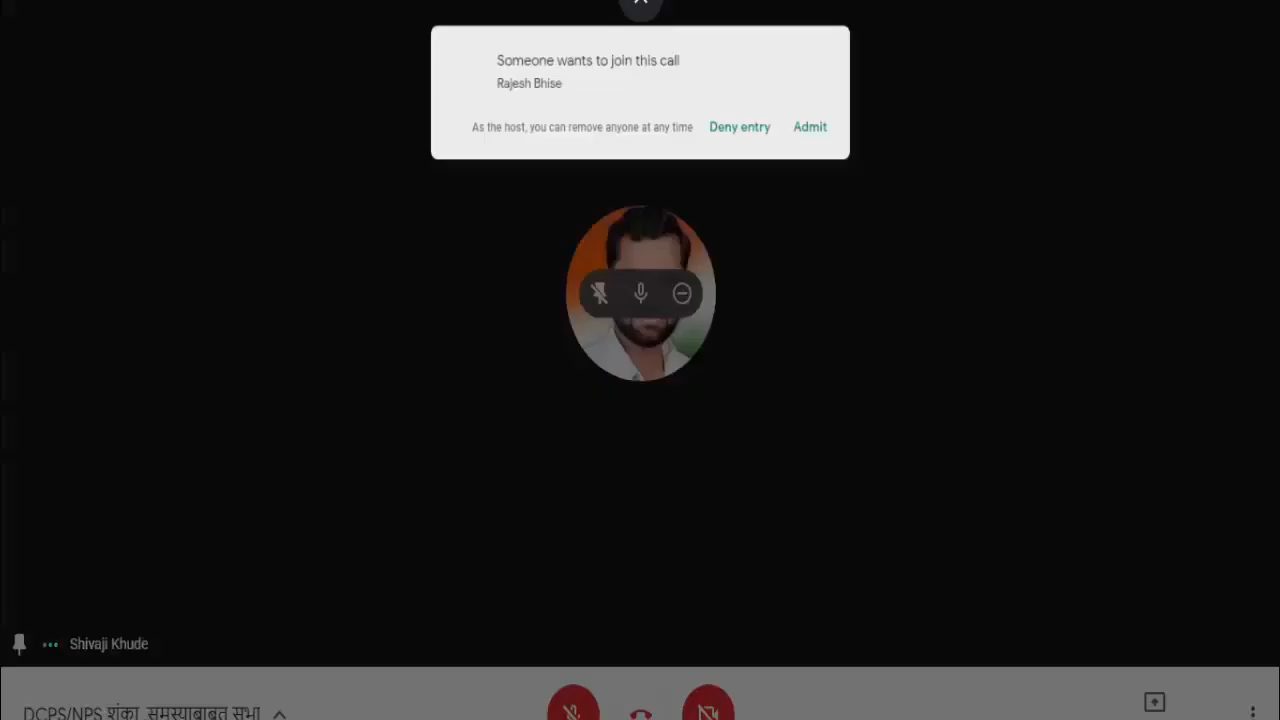 Someone wants to join this call
Rajesh Bhise
As the host, you can remove anyone at any time Deny entry Admit
Shivaji Khude
DCPS/NPS शंका समस्याबाबत सभा